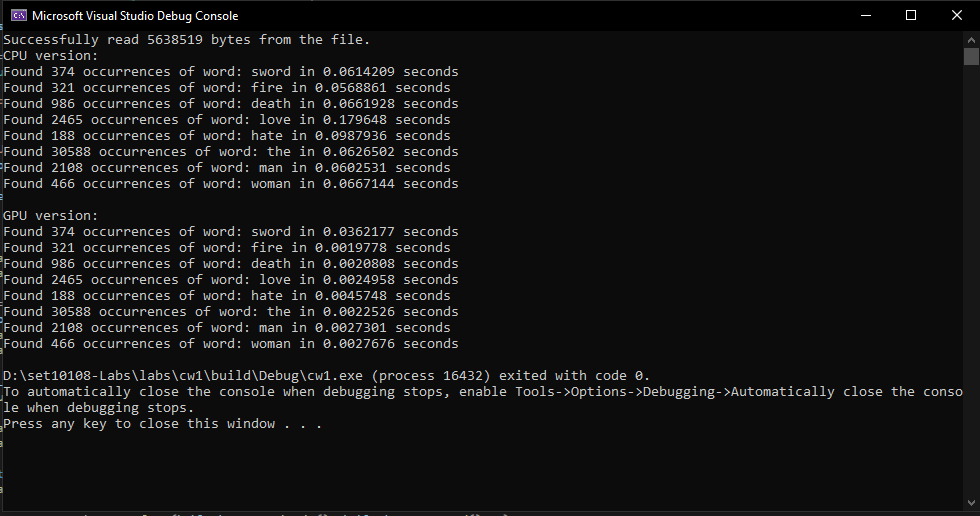 Microsoft Visual Studio Debug Console
Successfully read 5638519 bytes from the file.
CPU version:
Found 374 occurrences of word: sword in 0.0614209 seconds
Found 321 occurrences of word: fire in 0.0568861 seconds
Found 986 occurrences of word: death in 0.0661928 seconds
Found 2465 occurrences of word: love in 0.179648 seconds
Found 188 occurrences of word: hate in 0.0987936 seconds
Found 30588 occurrences of word: the in 0.0626502 seconds
Found 2108 occurrences of word: man in 0.0602531 seconds
Found 466 occurrences of word: woman in 0.0667144 seconds
GPU version:
Found 374 occurrences of word: sword in 0.0362177 seconds
Found 321 occurrences of word: fire in 0.0019778 seconds
Found 986 occurrences of word: death in 0.0020808 seconds
Found 2465 occurrences of word: love in 0.0024958 seconds
Found 188 occurrences of word: hate in 0.0045748 seconds
Found 30588 occurrences of word: the in 0.0022526 seconds
Found 2108 occurrences of word: man in 0.0027301 seconds
Found 466 occurrences of word: woman in 0.0027676 seconds
D:\set10108-Labs\labs\cw1\build\Debug\cw1.exe (process 16432) exited with code 0.
To automatically close the console when debugging stops, enable Tools->Options->Debugging->Automatically close the conso
le when debugging stops.
Press any key to close this window . . .